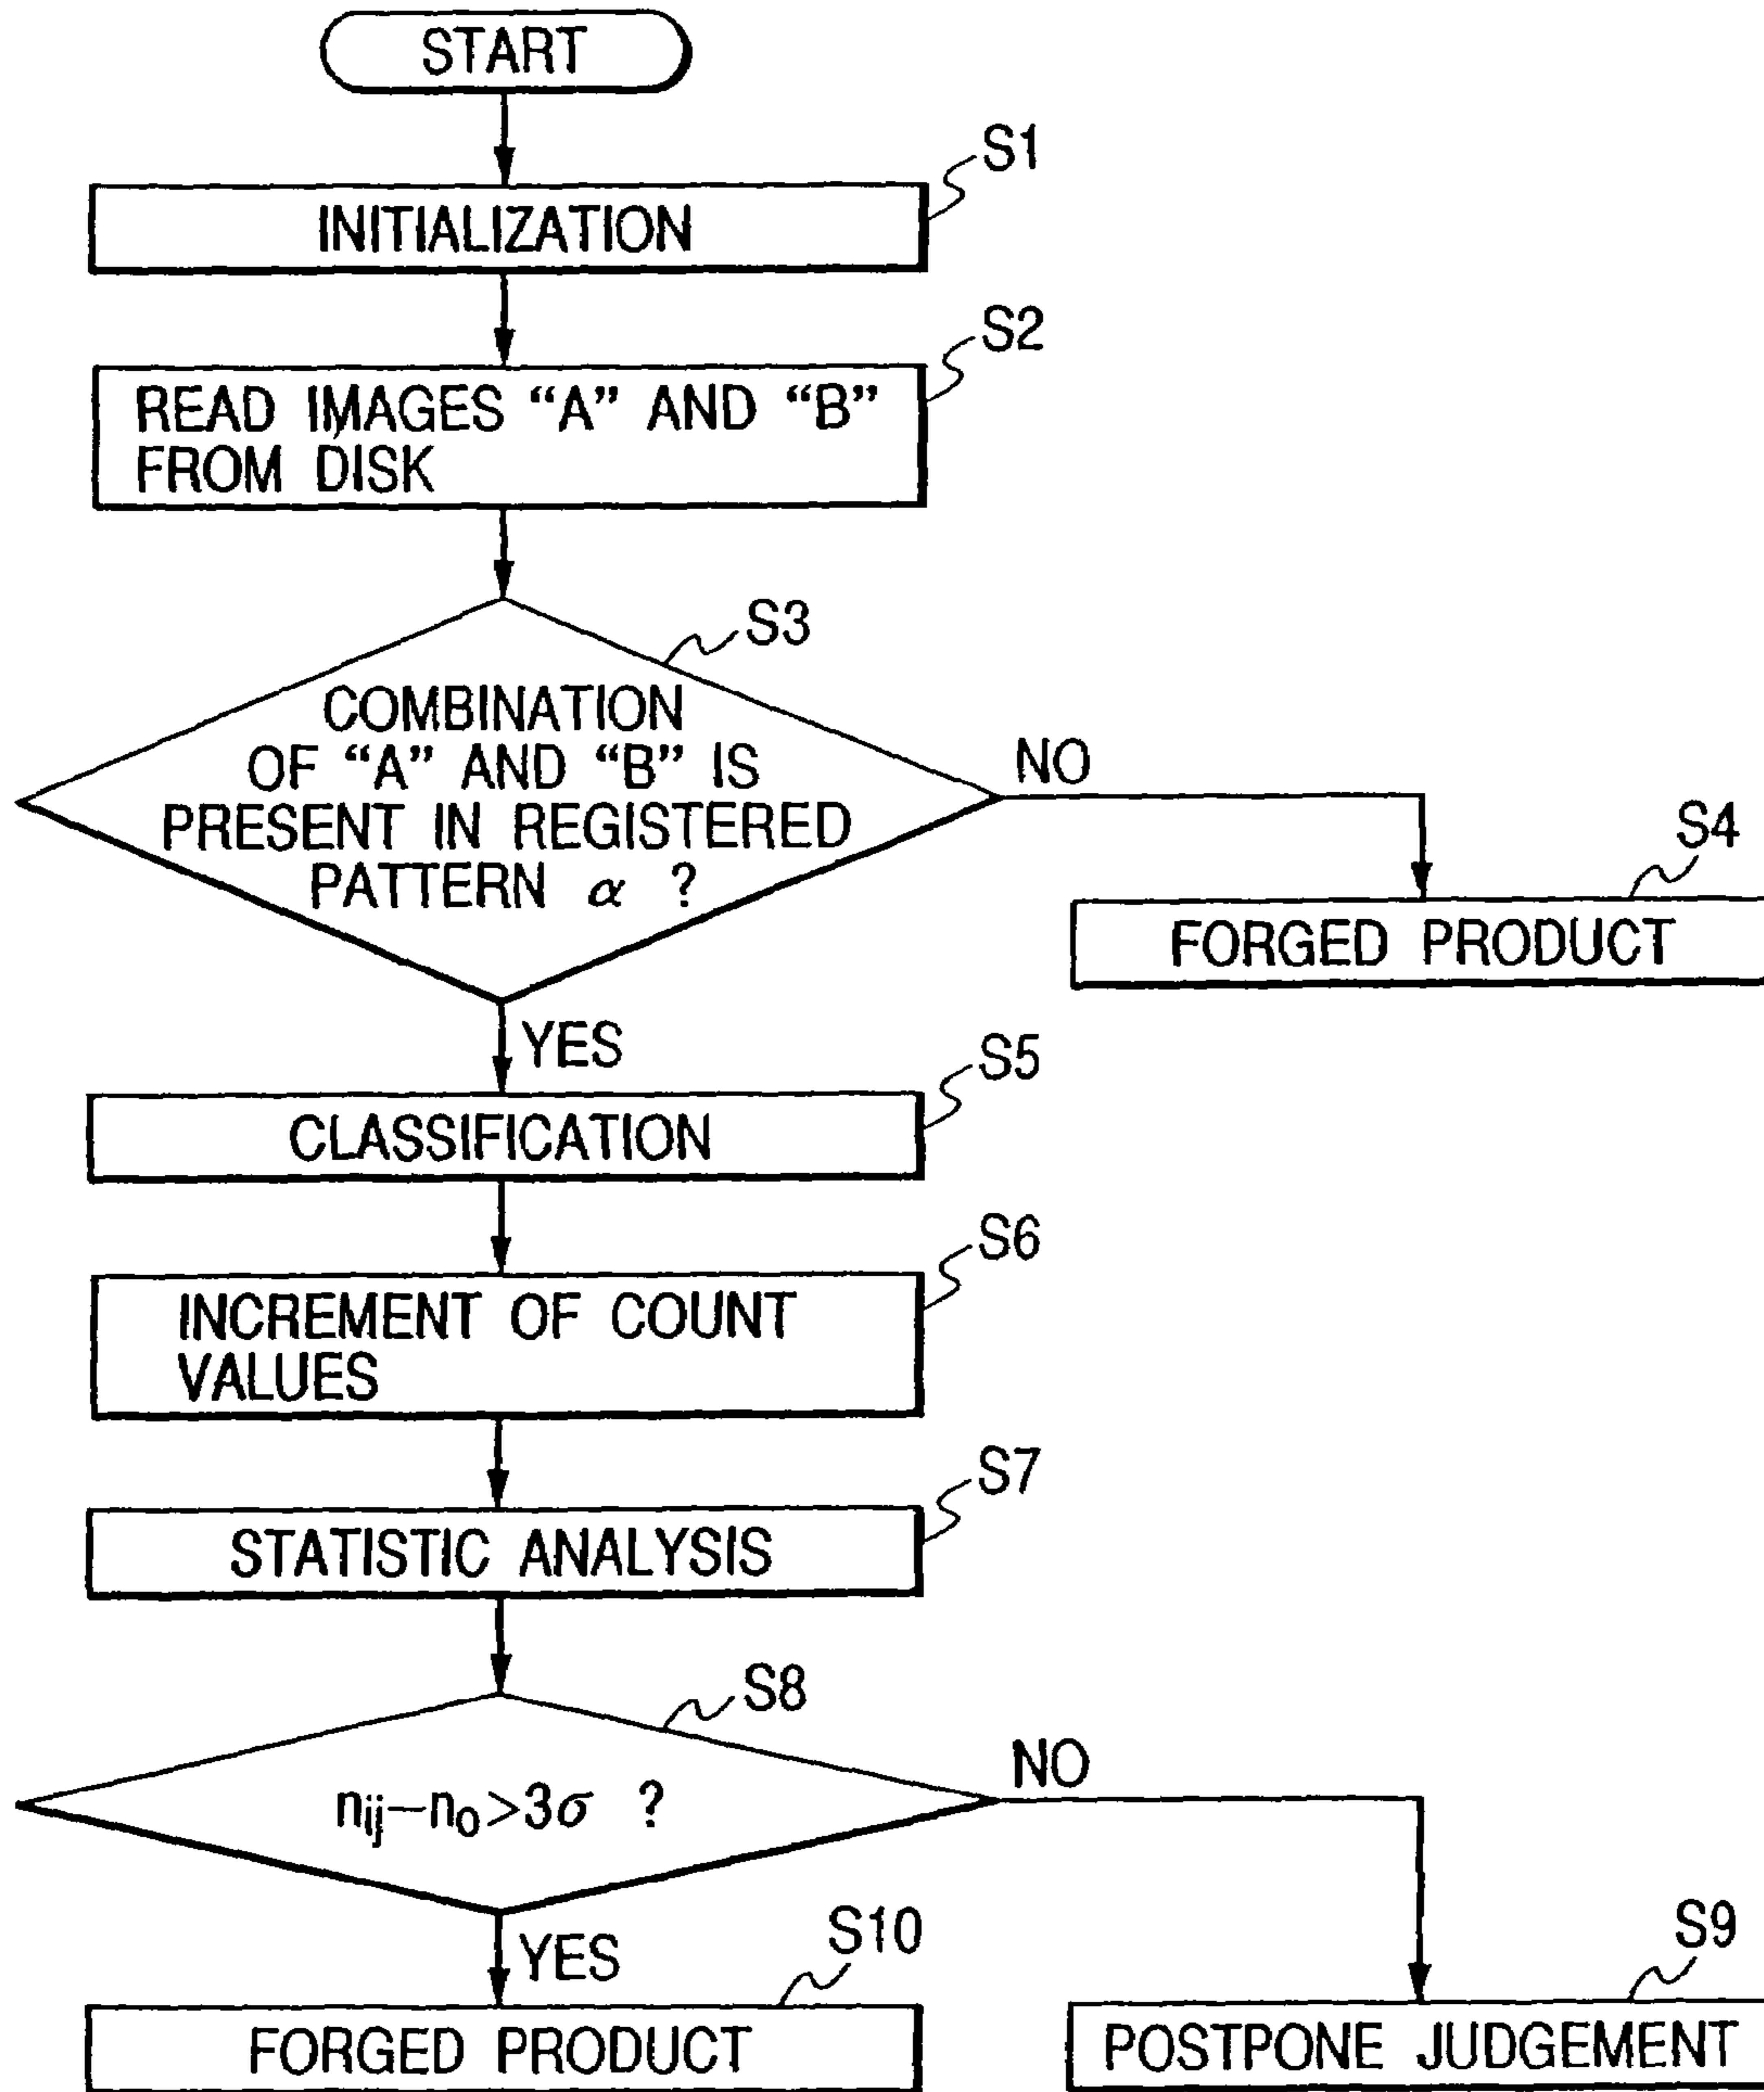 START
S1
INITIALIZATION
S2
READ IMAGES “A” AND “B”
FROM DISK
S3
COMBINATION
OF “A” AND “B” IS
PRESENT IN REGISTERED
PATTERN α ?
NO
S4
FORGED PRODUCT
YES
S5
CLASSIFICATION
S6
INCREMENT OF COUNT
VALUES
S7
STATISTIC ANALYSIS
S8
nij−n0>3σ ?
NO
YES
S10
FORGED PRODUCT
S9
POSTPONE JUDGEMENT